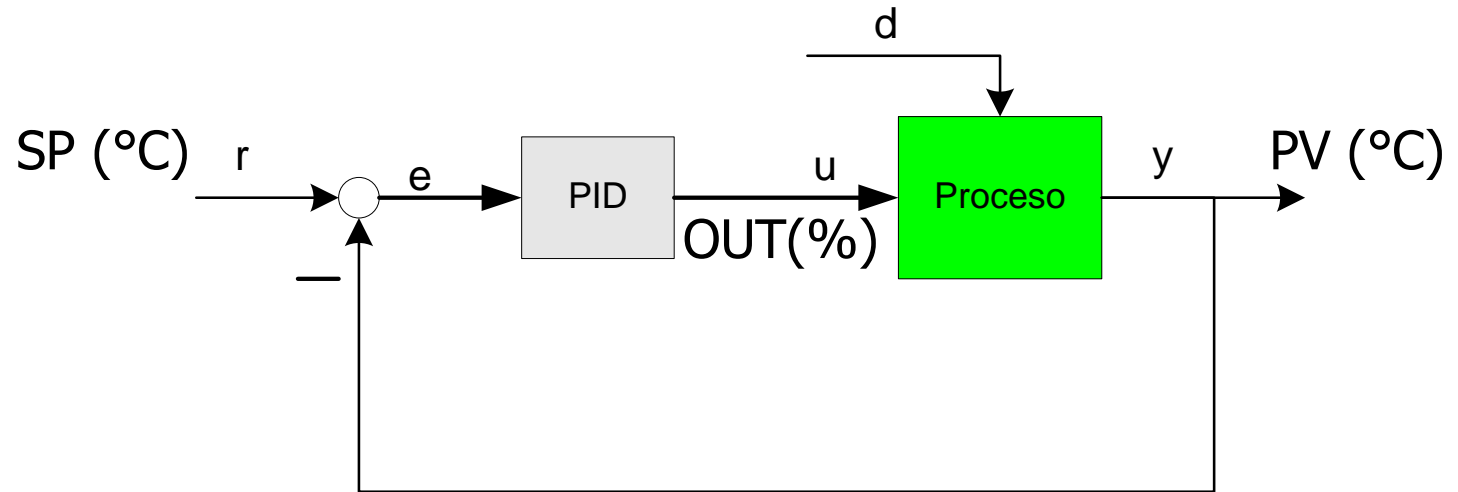 d
SP (°C)
r
e
PID
u
OUT(%)
Proceso
y
PV (°C)
—